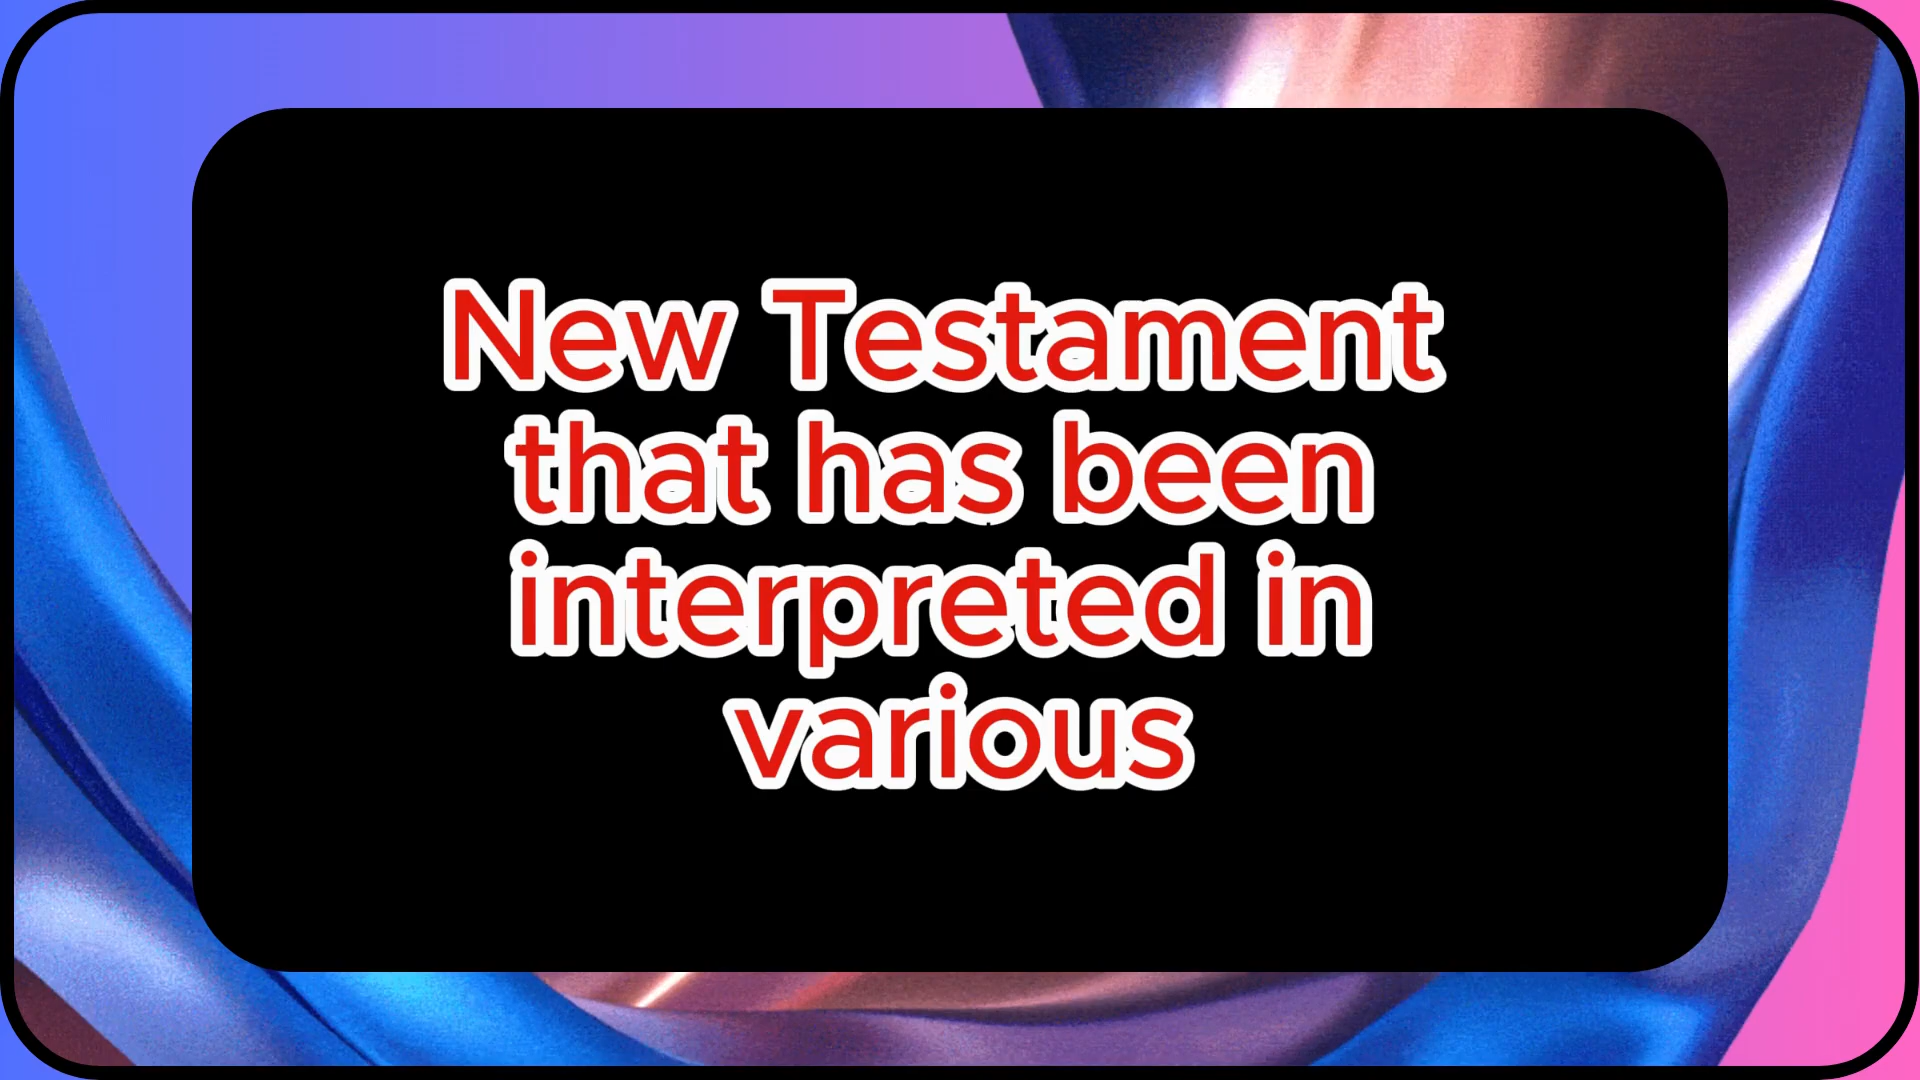 New Testament
that has been
interpreted in
various